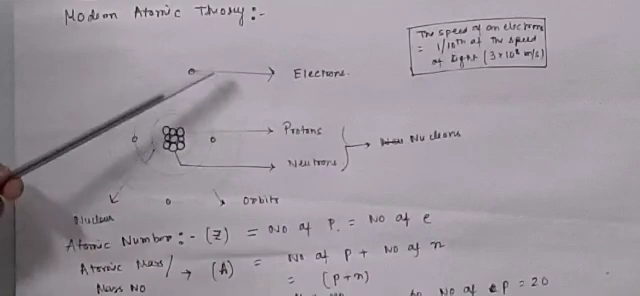 Modern Atomic Theory:-
The speed of an electron
= 1/10th of the speed
of light (3×10⁸ m/s)
Electrons.
Protons
Neutrons
Nucleons
Nucleus
Orbits
Atomic Number:- (Z) = No of P. = No of e
Atomic Mass/ → (A) = No of P + No of n
Mass No = (p+n)
No of P = 20